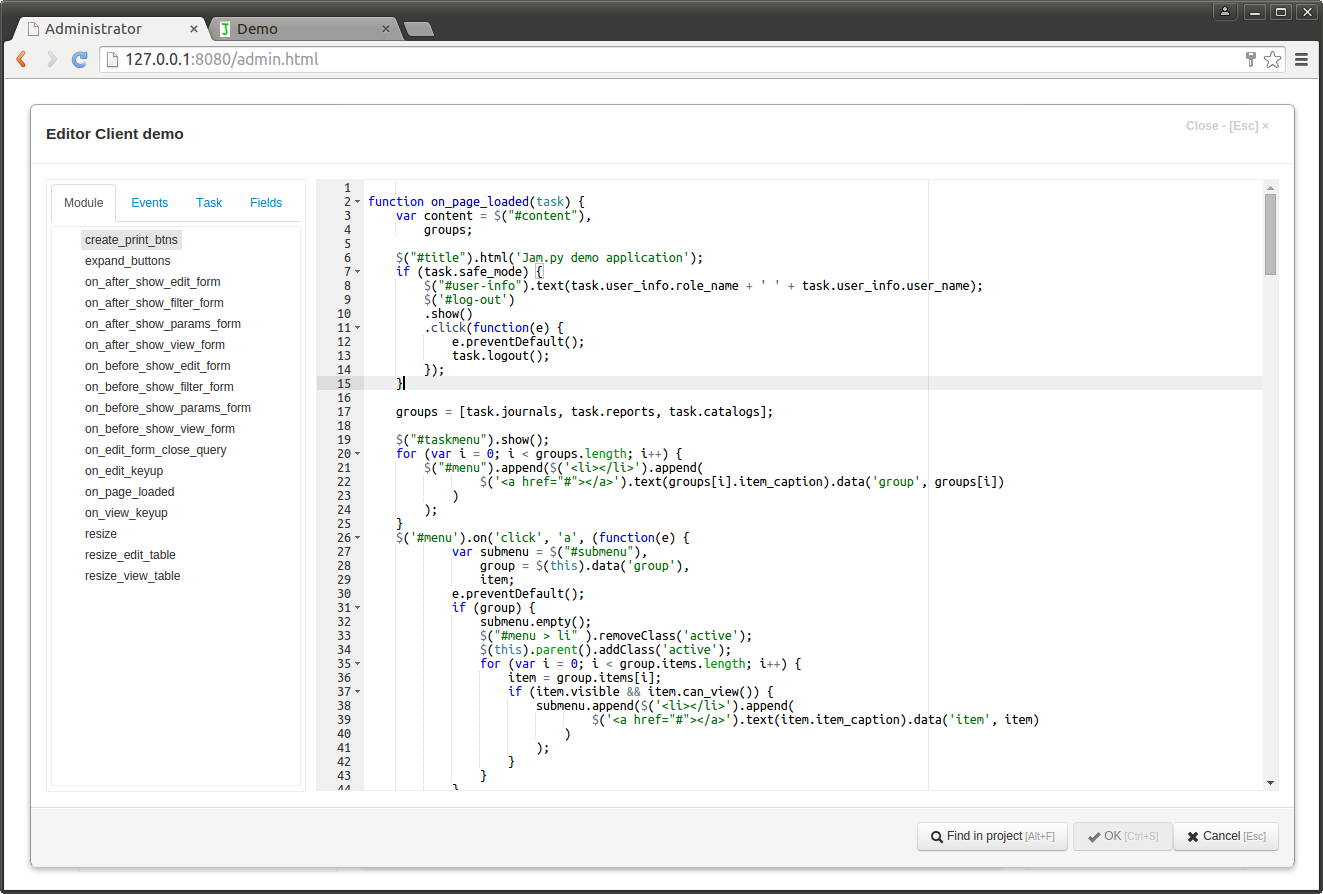 Administrator × Demo ×
127.0.0.1:8080/admin.html
Editor Client demo
Close - [Esc] ×
Module Events Task Fields
create_print_btns
expand_buttons
on_after_show_edit_form
on_after_show_filter_form
on_after_show_params_form
on_after_show_view_form
on_before_show_edit_form
on_before_show_filter_form
on_before_show_params_form
on_before_show_view_form
on_edit_form_close_query
on_edit_keyup
on_page_loaded
on_view_keyup
resize
resize_edit_table
resize_view_table
1
2 function on_page_loaded(task) {
3     var content = $("#content"),
4         groups;
5
6     $("#title").html('Jam.py demo application');
7     if (task.safe_mode) {
8         $("#user-info").text(task.user_info.role_name + ' ' + task.user_info.user_name);
9         $('#log-out')
10         .show()
11         .click(function(e) {
12             e.preventDefault();
13             task.logout();
14         });
15     }
16
17     groups = [task.journals, task.reports, task.catalogs];
18
19     $("#taskmenu").show();
20     for (var i = 0; i < groups.length; i++) {
21         $("#menu").append($('<li></li>').append(
22                 $('<a href="#"></a>').text(groups[i].item_caption).data('group', groups[i])
23             )
24         );
25     }
26     $('#menu').on('click', 'a', (function(e) {
27             var submenu = $("#submenu"),
28                 group = $(this).data('group'),
29                 item;
30             e.preventDefault();
31             if (group) {
32                 submenu.empty();
33                 $("#menu > li" ).removeClass('active');
34                 $(this).parent().addClass('active');
35                 for (var i = 0; i < group.items.length; i++) {
36                     item = group.items[i];
37                     if (item.visible && item.can_view()) {
38                         submenu.append($('<li></li>').append(
39                                 $('<a href="#"></a>').text(item.item_caption).data('item', item)
40                             )
41                         );
42                     }
43                 }
44             }
Find in project [Alt+F] OK [Ctrl+S] Cancel [Esc]